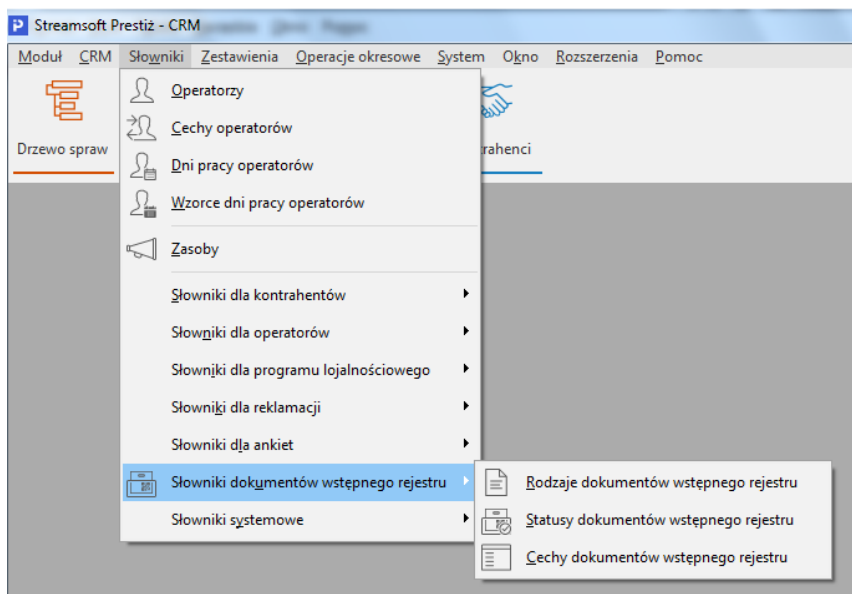 Streamsoft Prestiż - CRM
Moduł CRM Słowniki Zestawienia Operacje okresowe System Okno Rozszerzenia Pomoc
Drzewo spraw
rahenci
Operatorzy
Cechy operatorów
Dni pracy operatorów
Wzorce dni pracy operatorów
Zasoby
Słowniki dla kontrahentów
Słowniki dla operatorów
Słowniki dla programu lojalnościowego
Słowniki dla reklamacji
Słowniki dla ankiet
Słowniki dokumentów wstępnego rejestru
Słowniki systemowe
Rodzaje dokumentów wstępnego rejestru
Statusy dokumentów wstępnego rejestru
Cechy dokumentów wstępnego rejestru